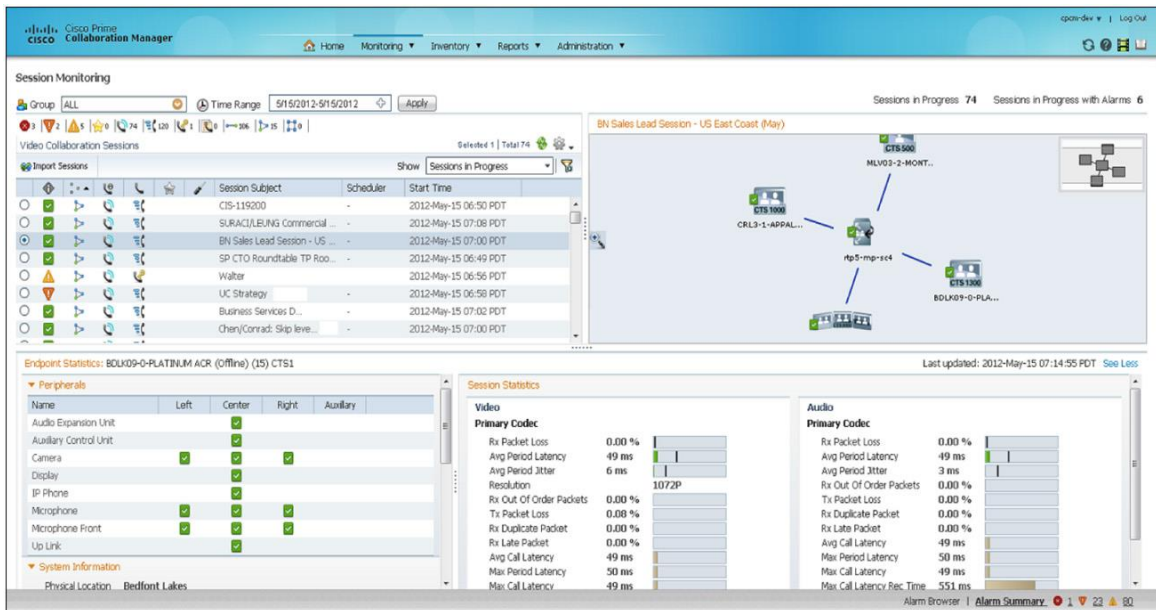 cpcm-dev | Log Out
cisco Cisco Prime
Collaboration Manager
Home Monitoring Inventory Reports Administration
Session Monitoring
Group ALL Time Range 5/15/2012-5/15/2012 Apply
Sessions in Progress 74 Sessions in Progress with Alarms 6
3 2 5 0 74 120 1 0 106 15 0
BN Sales Lead Session - US East Coast (May)
Video Collaboration Sessions Selected 1 | Total 74
Import Sessions Show Sessions in Progress
Session Subject Scheduler Start Time
CIS-119200 - 2012-May-15 06:50 PDT
SURACI/LEUNG Commercial ... - 2012-May-15 07:08 PDT
BN Sales Lead Session - US ... - 2012-May-15 07:00 PDT
SP CTO Roundtable TP Roo... - 2012-May-15 06:49 PDT
Walter 2012-May-15 06:56 PDT
UC Strategy - 2012-May-15 06:58 PDT
Business Services D... - 2012-May-15 07:02 PDT
Chen/Conrad: Skip leve... - 2012-May-15 07:00 PDT
CTS 500
MLV03-2-MONT...
CTS 1000
CRL3-1-APPAL...
rtp5-mp-sc4
CTS 1300
BDLK09-0-PLA...
Endpoint Statistics: BDLK09-0-PLATINUM ACR (Offline) (15) CTS1
Last updated: 2012-May-15 07:14:55 PDT See Less
Peripherals
Name Left Center Right Auxiliary
Audio Expansion Unit
Auxiliary Control Unit
Camera
Display
IP Phone
Microphone
Microphone Front
Up Link
System Information
Physical Location Bedfont Lakes
Session Statistics
Video
Primary Codec
Rx Packet Loss 0.00 %
Avg Period Latency 49 ms
Avg Period Jitter 6 ms
Resolution 1072P
Rx Out Of Order Packets 0.00 %
Tx Packet Loss 0.08 %
Rx Duplicate Packet 0.00 %
Rx Late Packet 0.00 %
Avg Call Latency 49 ms
Max Period Latency 50 ms
Max Call Latency 49 ms
Audio
Primary Codec
Rx Packet Loss 0.00 %
Avg Period Latency 49 ms
Avg Period Jitter 3 ms
Rx Out Of Order Packets 0.00 %
Tx Packet Loss 0.00 %
Rx Duplicate Packet 0.00 %
Rx Late Packet 0.00 %
Avg Call Latency 49 ms
Max Period Latency 50 ms
Max Call Latency 49 ms
Max Call Latency Rec Time 551 ms
Alarm Browser | Alarm Summary 1 23 80